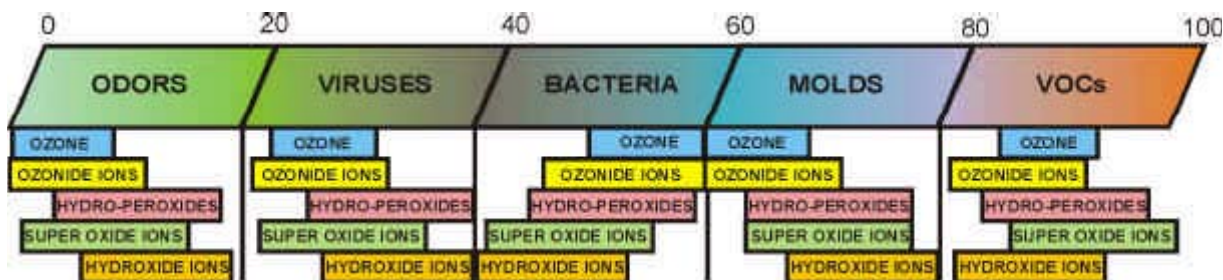 0 20 40 60 80 100
ODORS VIRUSES BACTERIA MOLDS VOCs
OZONE OZONE OZONE OZONE OZONE
OZONIDE IONS OZONIDE IONS OZONIDE IONS OZONIDE IONS OZONIDE IONS
HYDRO-PEROXIDES HYDRO-PEROXIDES HYDRO-PEROXIDES HYDRO-PEROXIDES HYDRO-PEROXIDES
SUPER OXIDE IONS SUPER OXIDE IONS SUPER OXIDE IONS SUPER OXIDE IONS SUPER OXIDE IONS
HYDROXIDE IONS HYDROXIDE IONS HYDROXIDE IONS HYDROXIDE IONS HYDROXIDE IONS